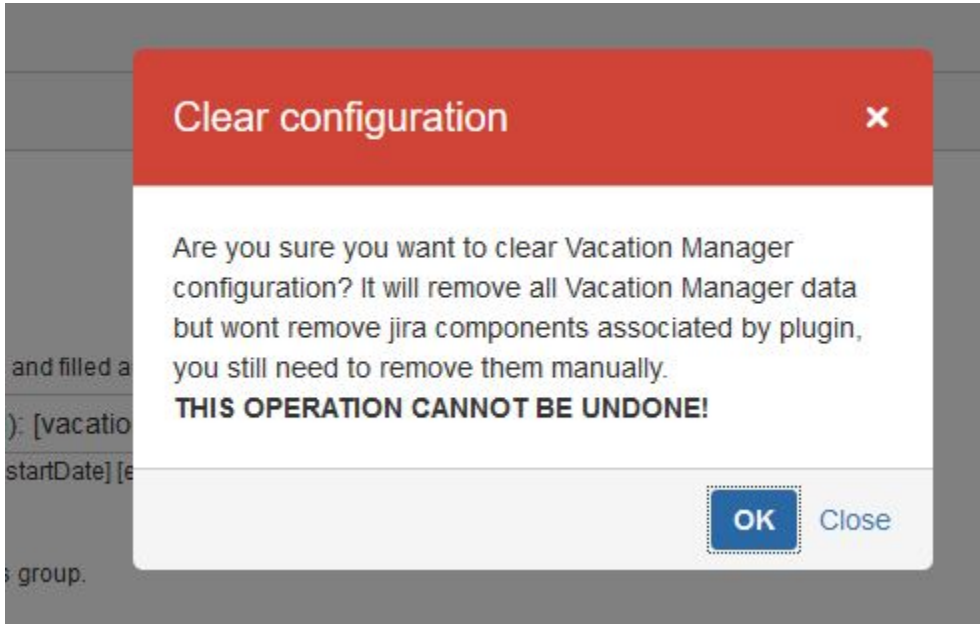 Clear configuration
×
Are you sure you want to clear Vacation Manager
configuration? It will remove all Vacation Manager data
but wont remove jira components associated by plugin,
you still need to remove them manually.
THIS OPERATION CANNOT BE UNDONE!
and filled a
): [vacatio
startDate] [e
OK Close
group.